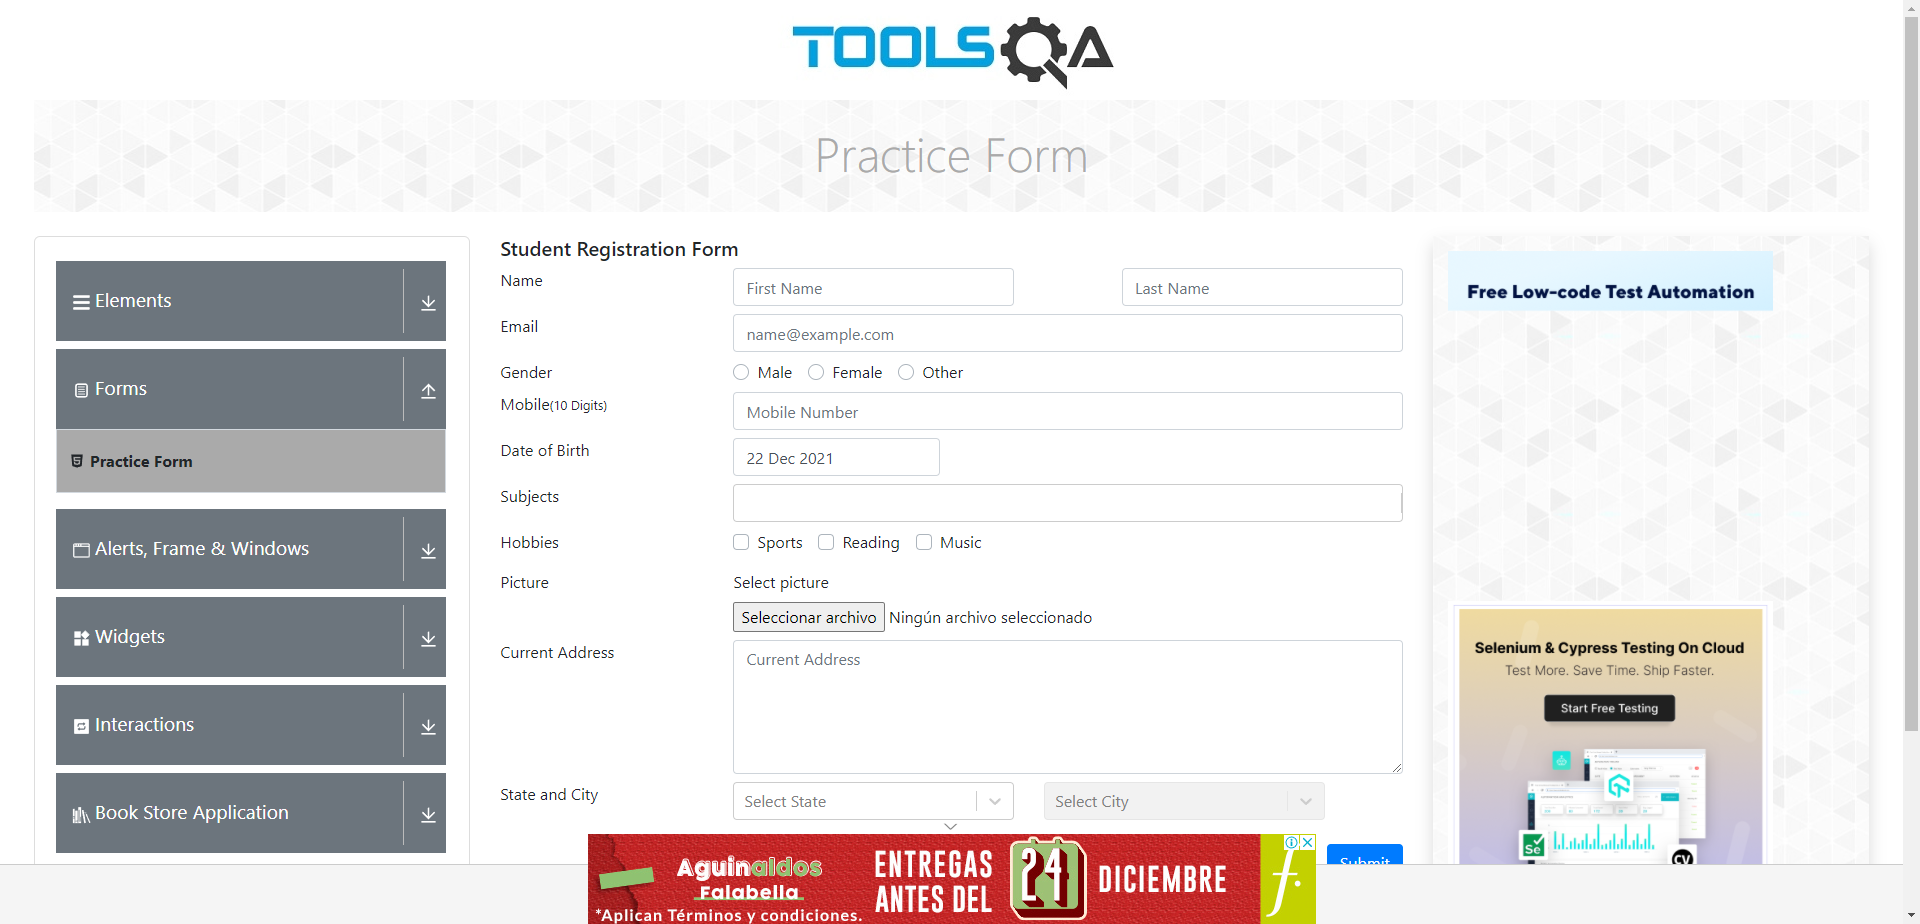 TOOLSQA
Practice Form
Elements
Forms
Practice Form
Alerts, Frame & Windows
Widgets
Interactions
Book Store Application
Student Registration Form
Name
First Name
Last Name
Email
name@example.com
Gender
Male
Female
Other
Mobile(10 Digits)
Mobile Number
Date of Birth
22 Dec 2021
Subjects
Hobbies
Sports
Reading
Music
Picture
Select picture
Seleccionar archivo
Ningún archivo seleccionado
Current Address
Current Address
State and City
Select State
Select City
Submit
Free Low-code Test Automation
Selenium & Cypress Testing On Cloud
Test More. Save Time. Ship Faster.
Start Free Testing
Se
CV
Aguinaldos
Falabella
*Aplican Términos y condiciones.
ENTREGAS
ANTES DEL
24
DICIEMBRE
f.